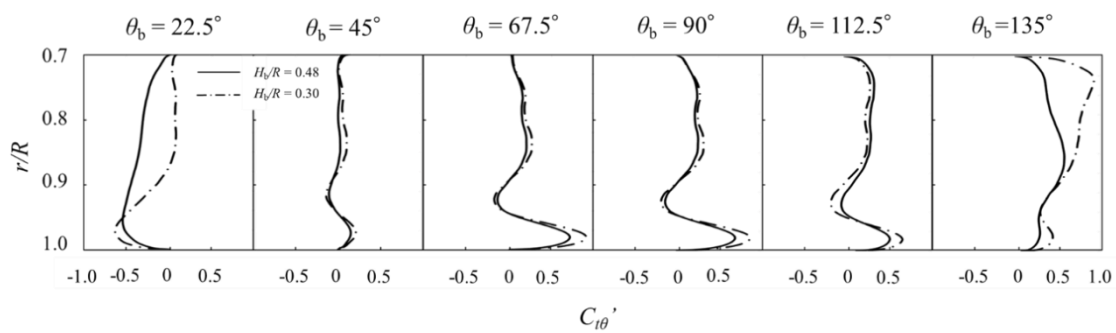 θb = 22.5° θb = 45° θb = 67.5° θb = 90° θb = 112.5° θb = 135°
0.7
Hb/R = 0.48
Hb/R = 0.30
0.8
r/R
0.9
1.0
-1.0 -0.5 0 0.5 -0.5 0 0.5 -0.5 0 0.5 -0.5 0 0.5 -0.5 0 0.5 -0.5 0 0.5 1.0
Ctθ’